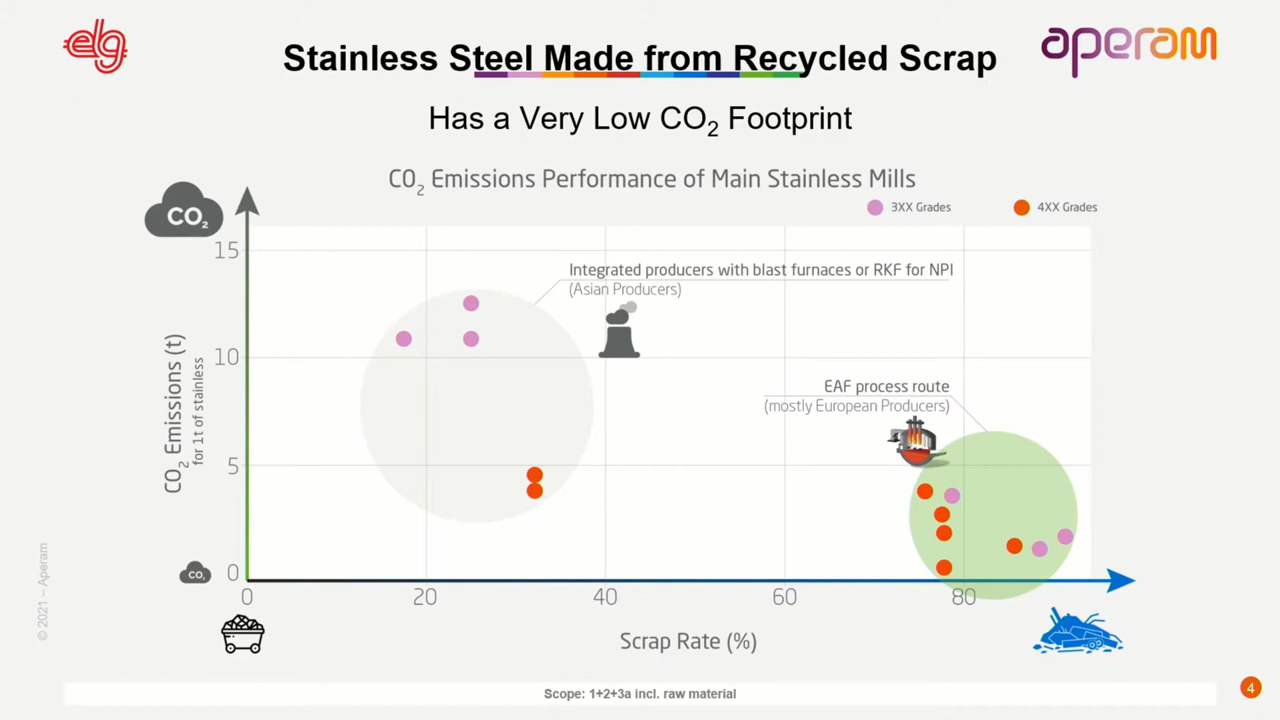 elg
aperam
Stainless Steel Made from Recycled Scrap
Has a Very Low CO₂ Footprint
CO₂ Emissions Performance of Main Stainless Mills
3XX Grades
4XX Grades
CO₂
15
10
5
0
CO₂ Emissions (t)
for 1t of stainless
Integrated producers with blast furnaces or RKF for NPI
(Asian Producers)
EAF process route
(mostly European Producers)
CO₂
0
20
40
60
80
Scrap Rate (%)
© 2021 – Aperam
Scope: 1+2+3a incl. raw material
4